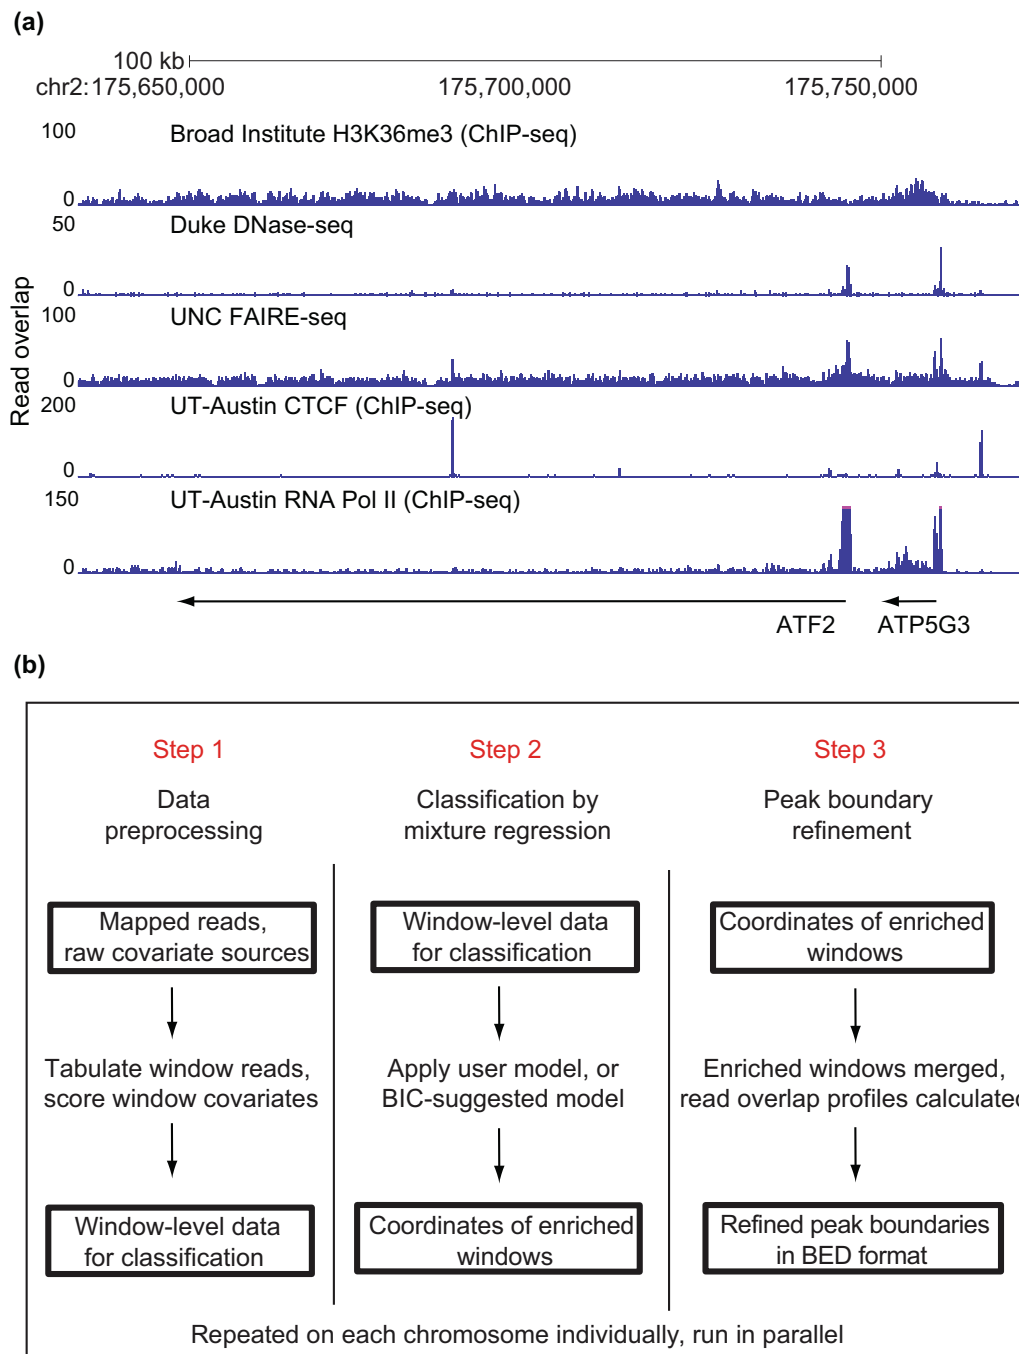 (a)
100 kb
chr2: 175,650,000 175,700,000 175,750,000
100 Broad Institute H3K36me3 (ChIP-seq)
0
50 Duke DNase-seq
0
100 UNC FAIRE-seq
0
200 UT-Austin CTCF (ChIP-seq)
0
150 UT-Austin RNA Pol II (ChIP-seq)
0
Read overlap
ATF2 ATP5G3
(b)
Step 1 Step 2 Step 3
Data preprocessing
Classification by mixture regression
Peak boundary refinement
Mapped reads,
raw covariate sources
Tabulate window reads,
score window covariates
Window-level data
for classification
Window-level data
for classification
Apply user model, or
BIC-suggested model
Coordinates of enriched
windows
Coordinates of enriched
windows
Enriched windows merged,
read overlap profiles calculated
Refined peak boundaries
in BED format
Repeated on each chromosome individually, run in parallel